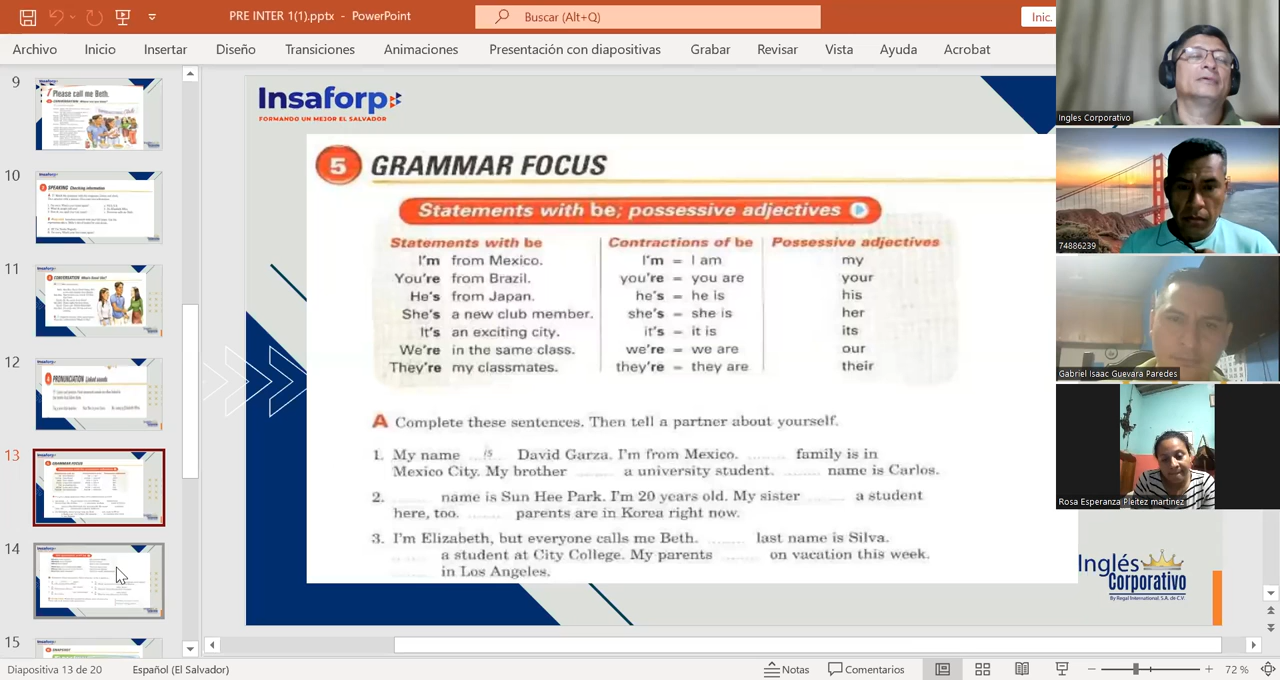 PRE INTER 1(1).pptx - PowerPoint
Buscar (Alt+Q)
Inic.
Archivo Inicio Insertar Diseño Transiciones Animaciones Presentación con diapositivas Grabar Revisar Vista Ayuda Acrobat
9
Please call me Beth.
10
SPEAKING Checking information
11
CONVERSATION
12
PRONUNCIATION Linked sounds
13
GRAMMAR FOCUS
14
15
Insaforp
FORMANDO UN MEJOR EL SALVADOR
5 GRAMMAR FOCUS
Statements with be; possessive adjectives
Statements with be Contractions of be Possessive adjectives
I'm from Mexico. I'm = I am my
You're from Brazil. you're = you are your
He's from Japan. he's = he is his
She's a new club member. she's = she is her
It's an exciting city. it's = it is its
We're in the same class. we're = we are our
They're my classmates. they're = they are their
A Complete these sentences. Then tell a partner about yourself.
1. My name is David Garza. I'm from Mexico. ........ family is in
Mexico City. My brother ........ a university student. ........ name is Carlos.
2. ........ name is Sun Hee Park. I'm 20 years old. My sister ........ a student
here, too. ........ parents are in Korea right now.
3. I'm Elizabeth, but everyone calls me Beth. ........ last name is Silva.
........ a student at City College. My parents ........ on vacation this week.
........ in Los Angeles.
Inglés
Corporativo
By Regal International, S.A. de C.V.
Ingles Corporativo
74886239
Gabriel Isaac Guevara Paredes
Rosa Esperanza Pleitez martinez
Diapositiva 13 de 20 Español (El Salvador) Notas Comentarios 72 %